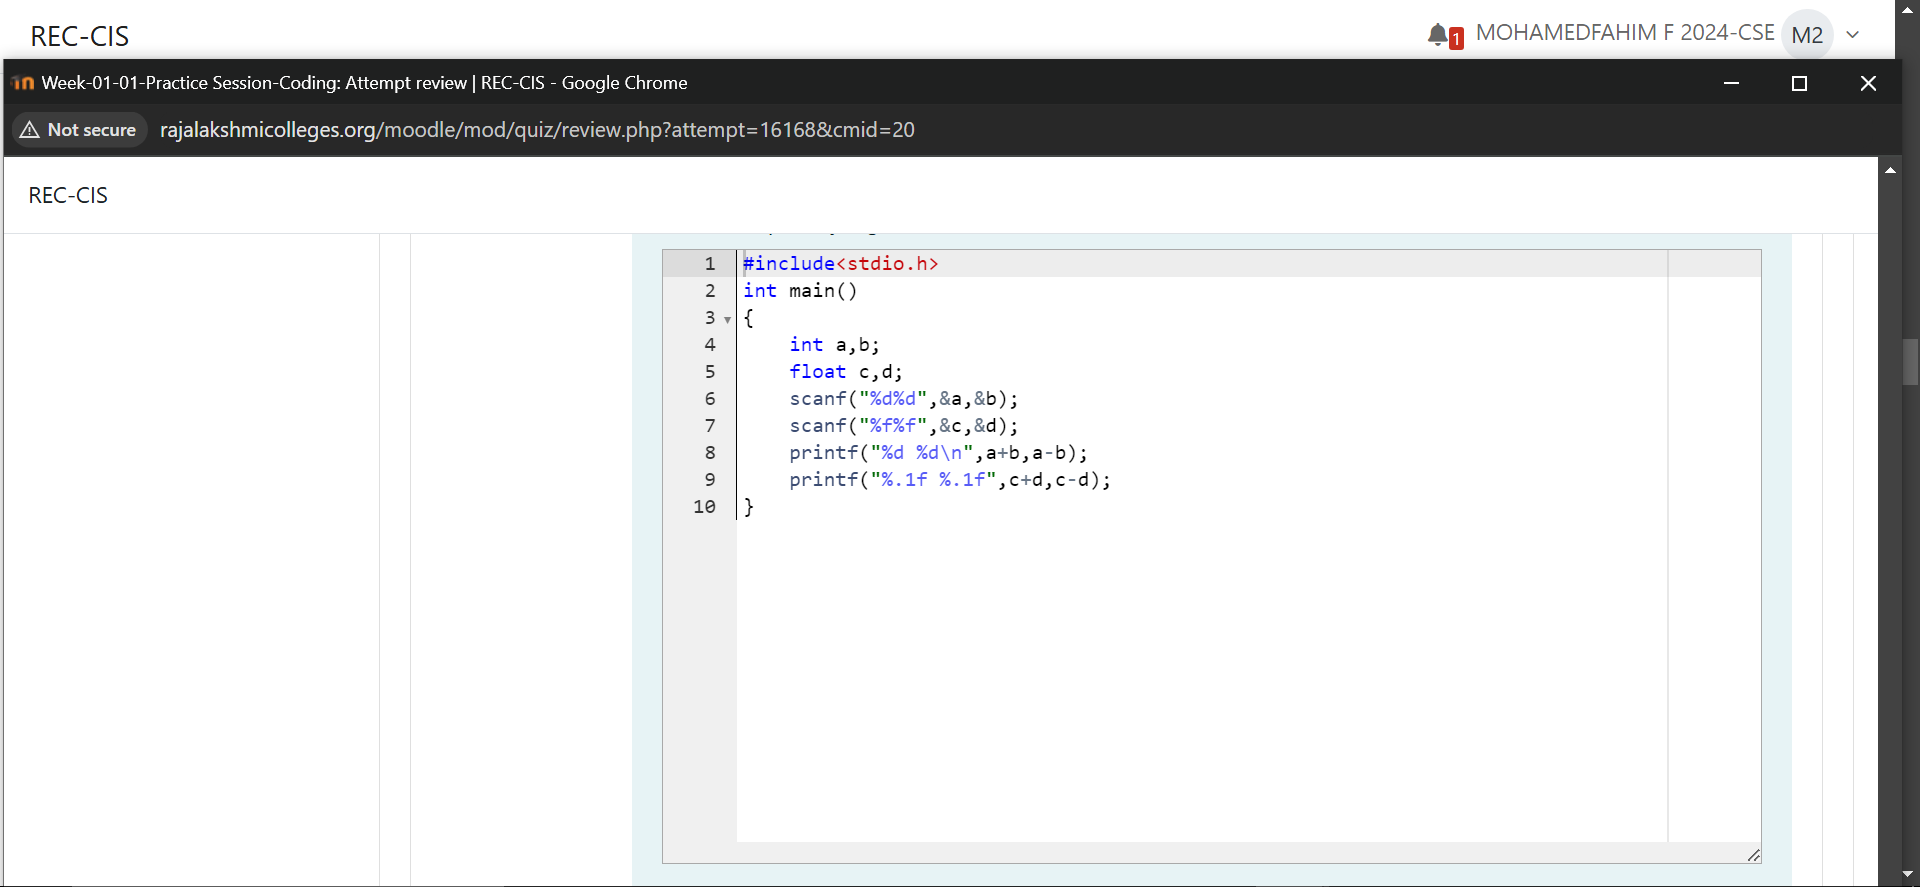 REC-CIS
1 MOHAMEDFAHIM F 2024-CSE M2
Week-01-01-Practice Session-Coding: Attempt review | REC-CIS - Google Chrome
Not secure rajalakshmicolleges.org/moodle/mod/quiz/review.php?attempt=16168&cmid=20
REC-CIS
1 #include<stdio.h>
2 int main()
3 {
4 int a,b;
5 float c,d;
6 scanf("%d%d",&a,&b);
7 scanf("%f%f",&c,&d);
8 printf("%d %d\n",a+b,a-b);
9 printf("%.1f %.1f",c+d,c-d);
10 }